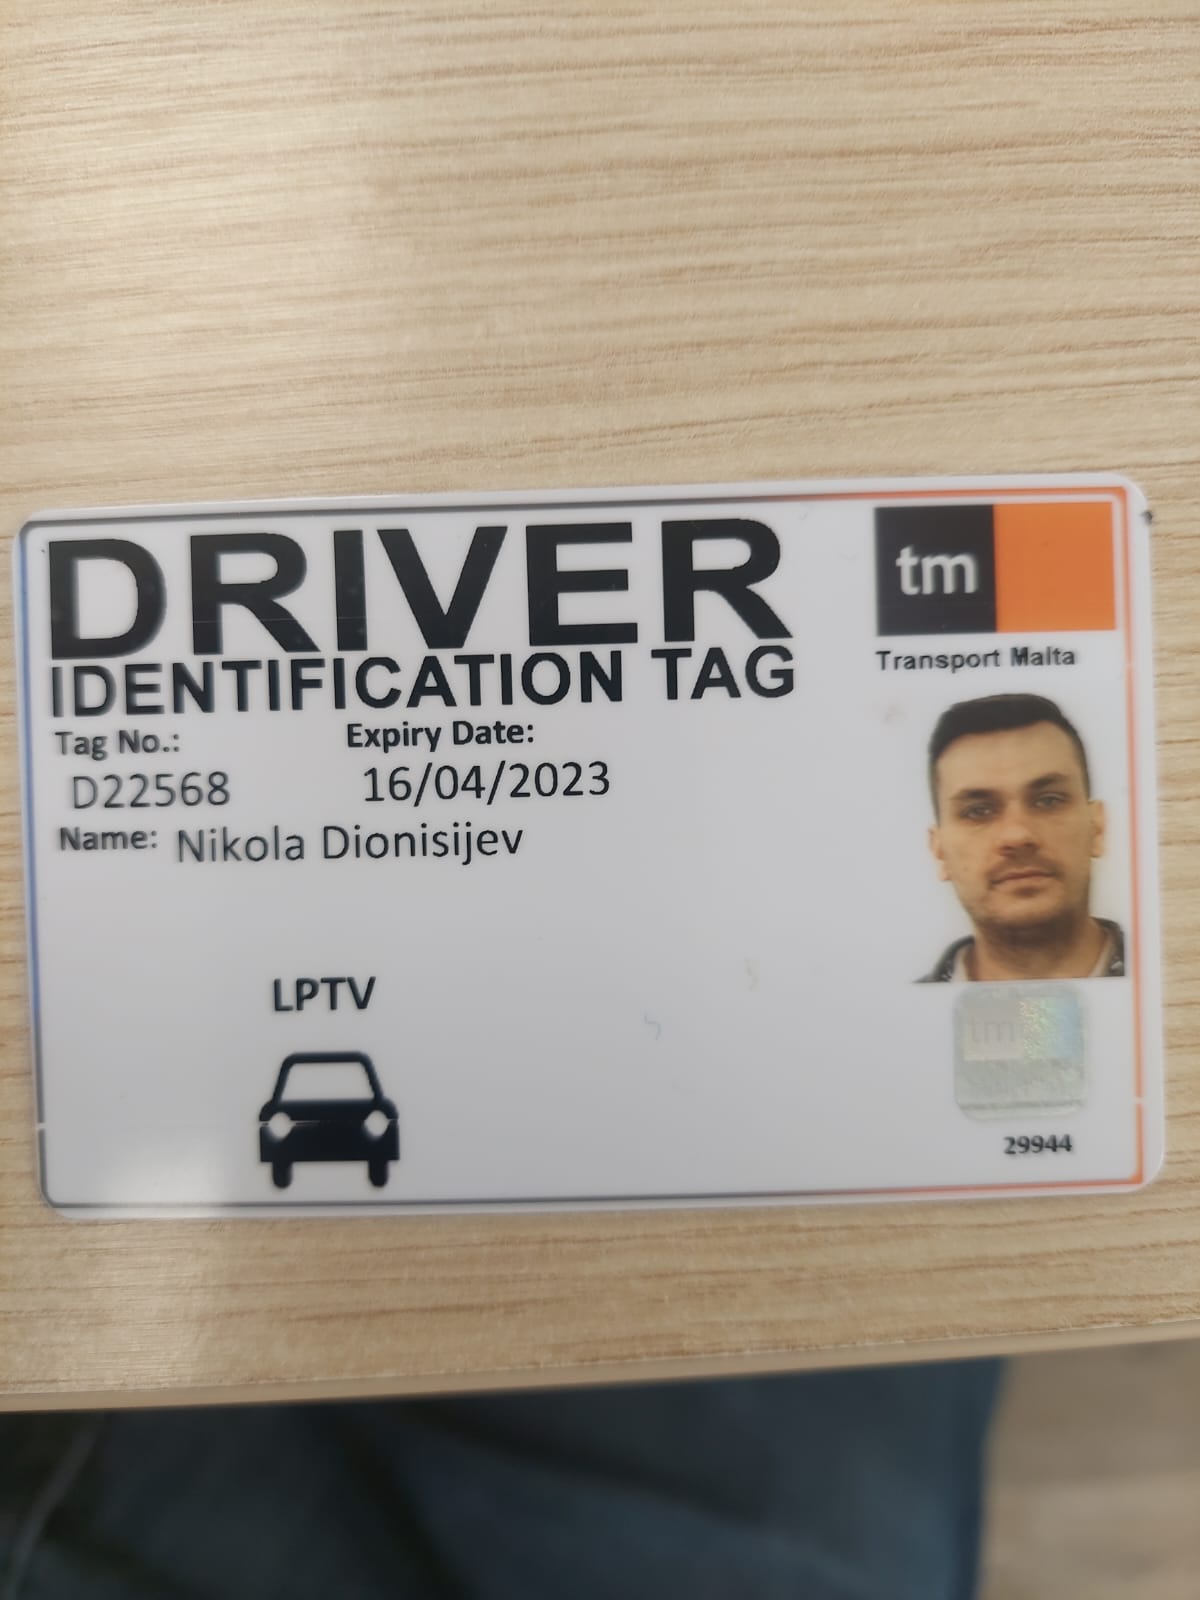 DRIVER
IDENTIFICATION TAG
tm
Transport Malta
Tag No.: Expiry Date:
D22568 16/04/2023
Name: Nikola Dionisijev
LPTV
tm
29944